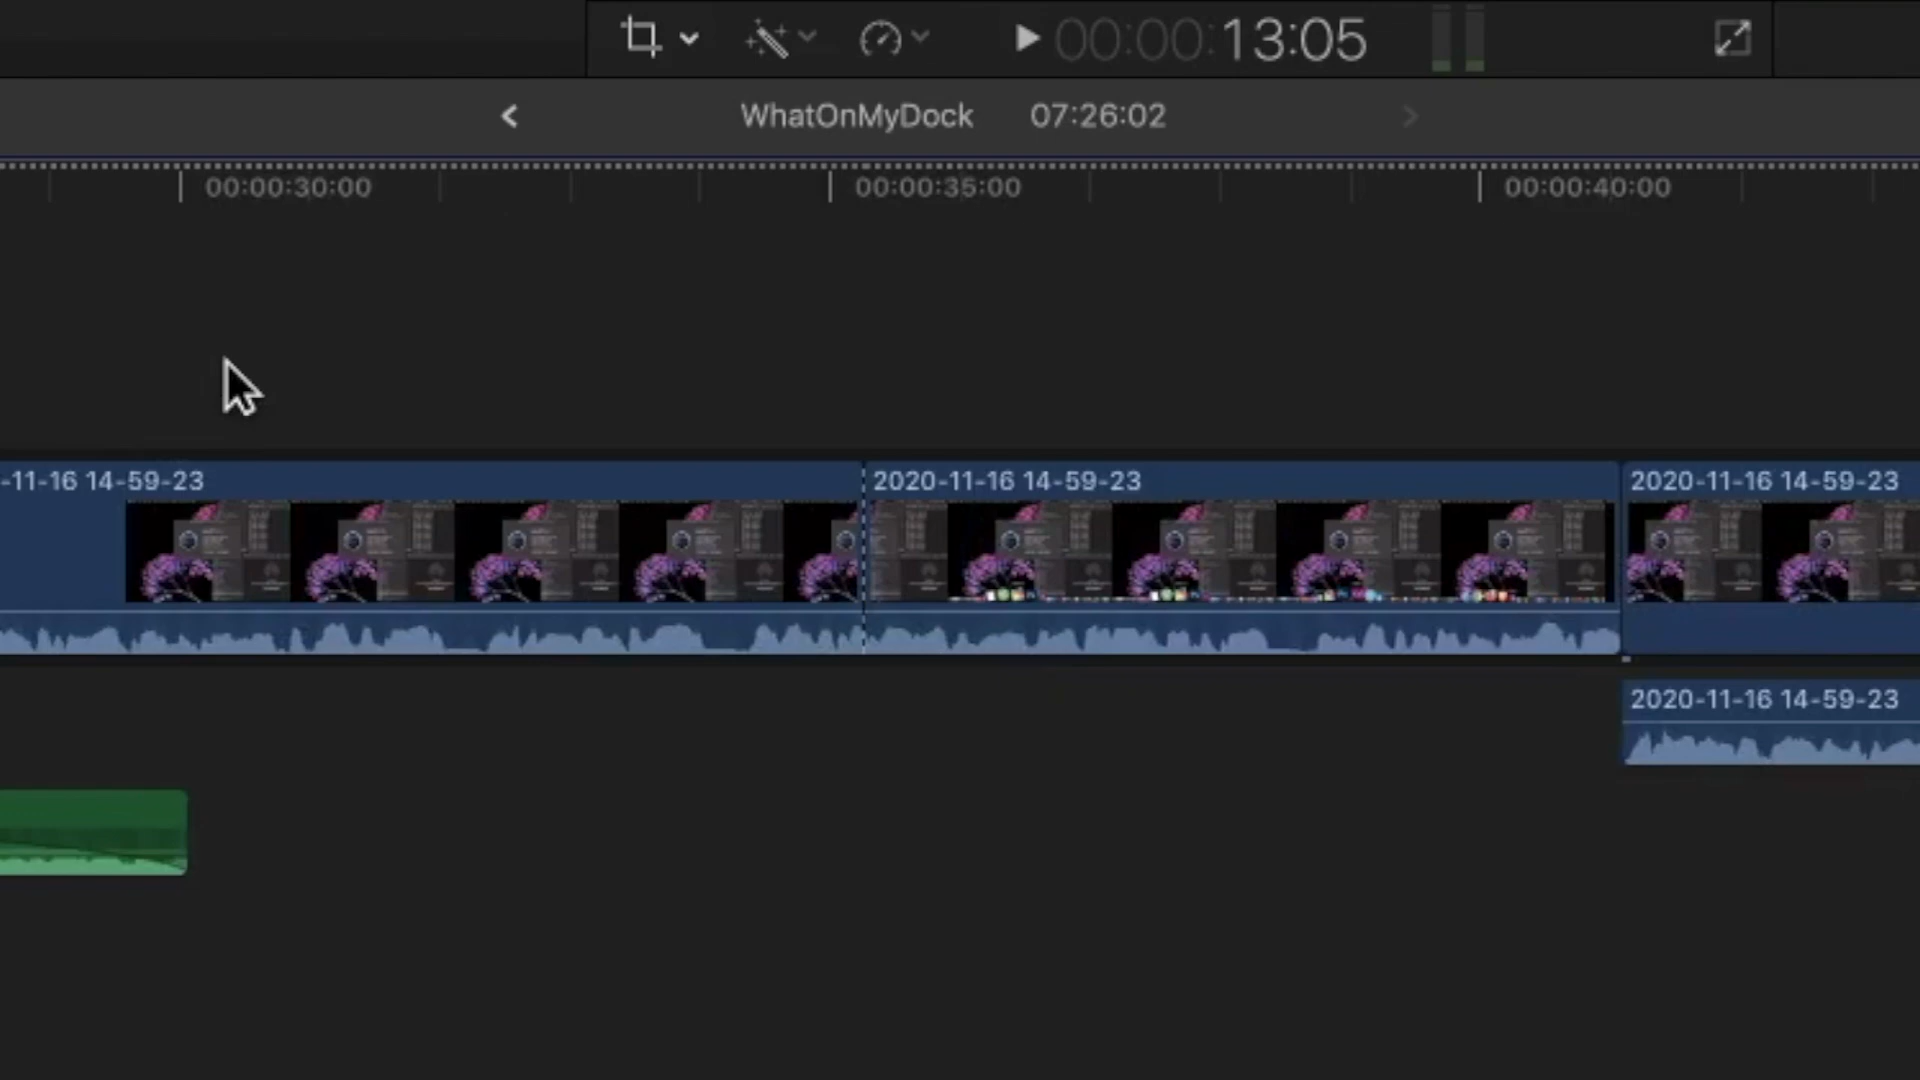 00:00:13:05
WhatOnMyDock 07:26:02
00:00:30:00 00:00:35:00 00:00:40:00
-11-16 14-59-23 2020-11-16 14-59-23 2020-11-16 14-59-23
2020-11-16 14-59-23